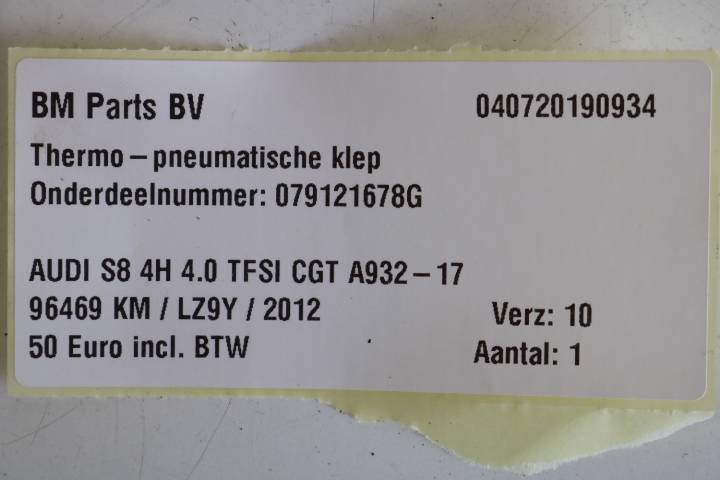 BM Parts BV 040720190934
Thermo-pneumatische klep
Onderdeelnummer: 079121678G
AUDI S8 4H 4.0 TFSI CGT A932-17
96469 KM / LZ9Y / 2012 Verz: 10
50 Euro incl. BTW Aantal: 1